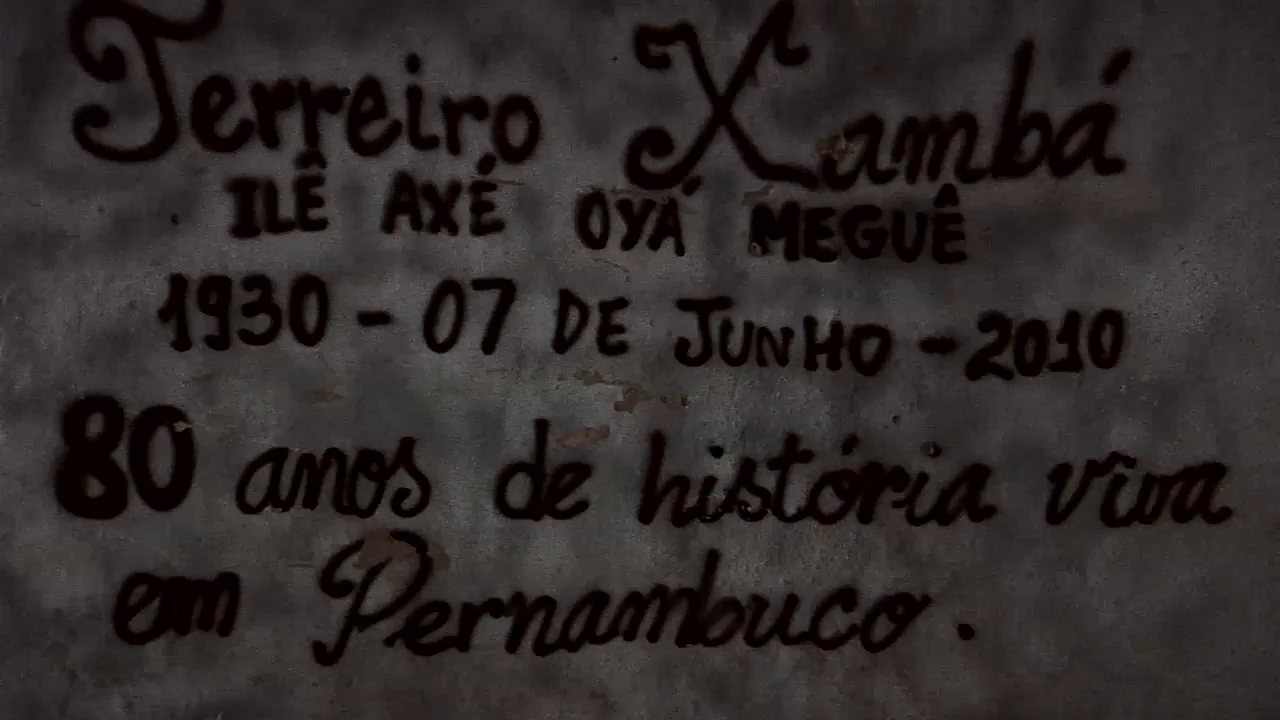 Terreiro Xambá
ILÊ AXÉ OYÁ MEGUÊ
1930 - 07 DE JUNHO - 2010
80 anos de história viva
em Pernambuco.